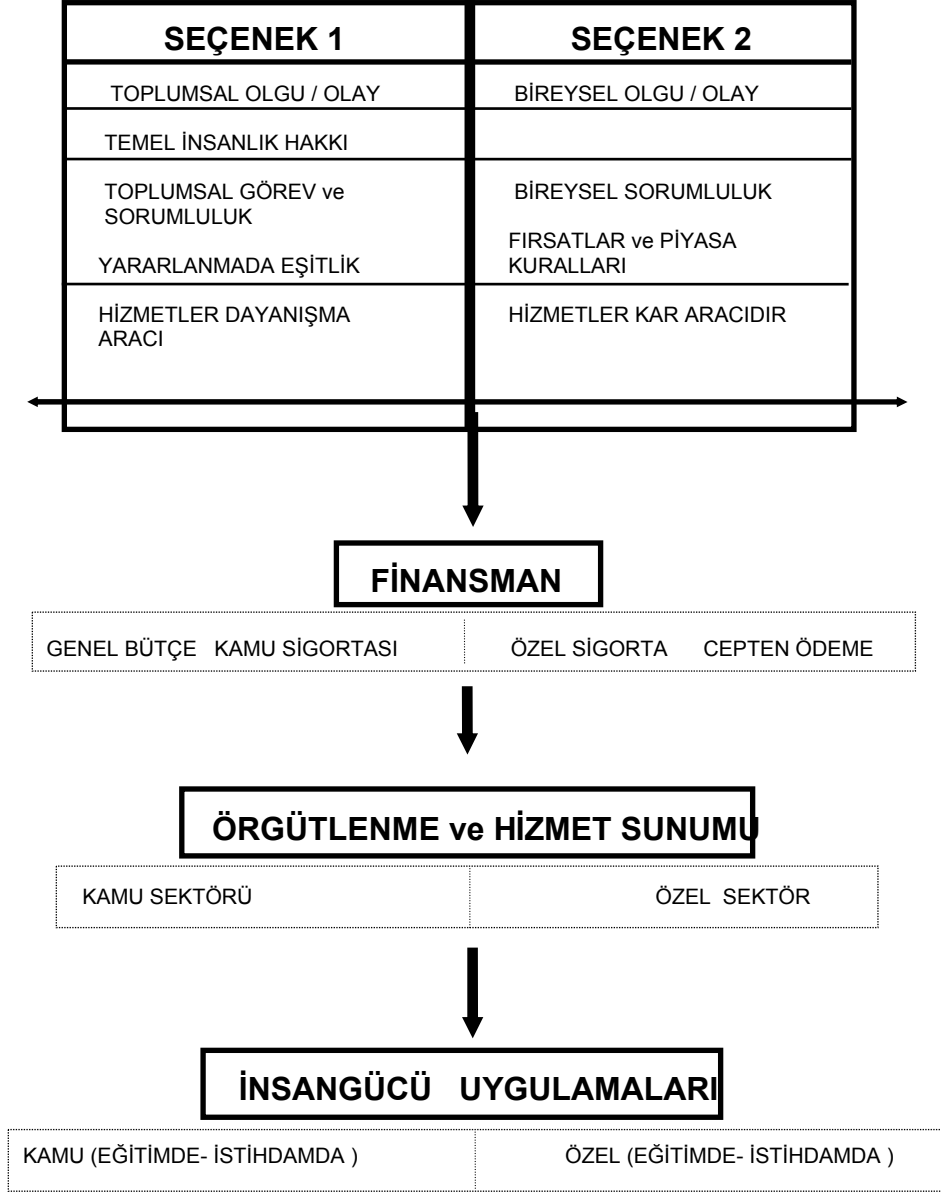 SEÇENEK 1 SEÇENEK 2
TOPLUMSAL OLGU / OLAY BİREYSEL OLGU / OLAY
TEMEL İNSANLIK HAKKI
TOPLUMSAL GÖREV ve
SORUMLULUK
BİREYSEL SORUMLULUK
YARARLANMADA EŞİTLİK
FIRSATLAR ve PİYASA
KURALLARI
HİZMETLER DAYANIŞMA
ARACI
HİZMETLER KAR ARACIDIR
FİNANSMAN
GENEL BÜTÇE KAMU SİGORTASI ÖZEL SİGORTA CEPTEN ÖDEME
ÖRGÜTLENME ve HİZMET SUNUMU
KAMU SEKTÖRÜ ÖZEL SEKTÖR
İNSANGÜCÜ UYGULAMALARI
KAMU (EĞİTİMDE- İSTİHDAMDA ) ÖZEL (EĞİTİMDE- İSTİHDAMDA )